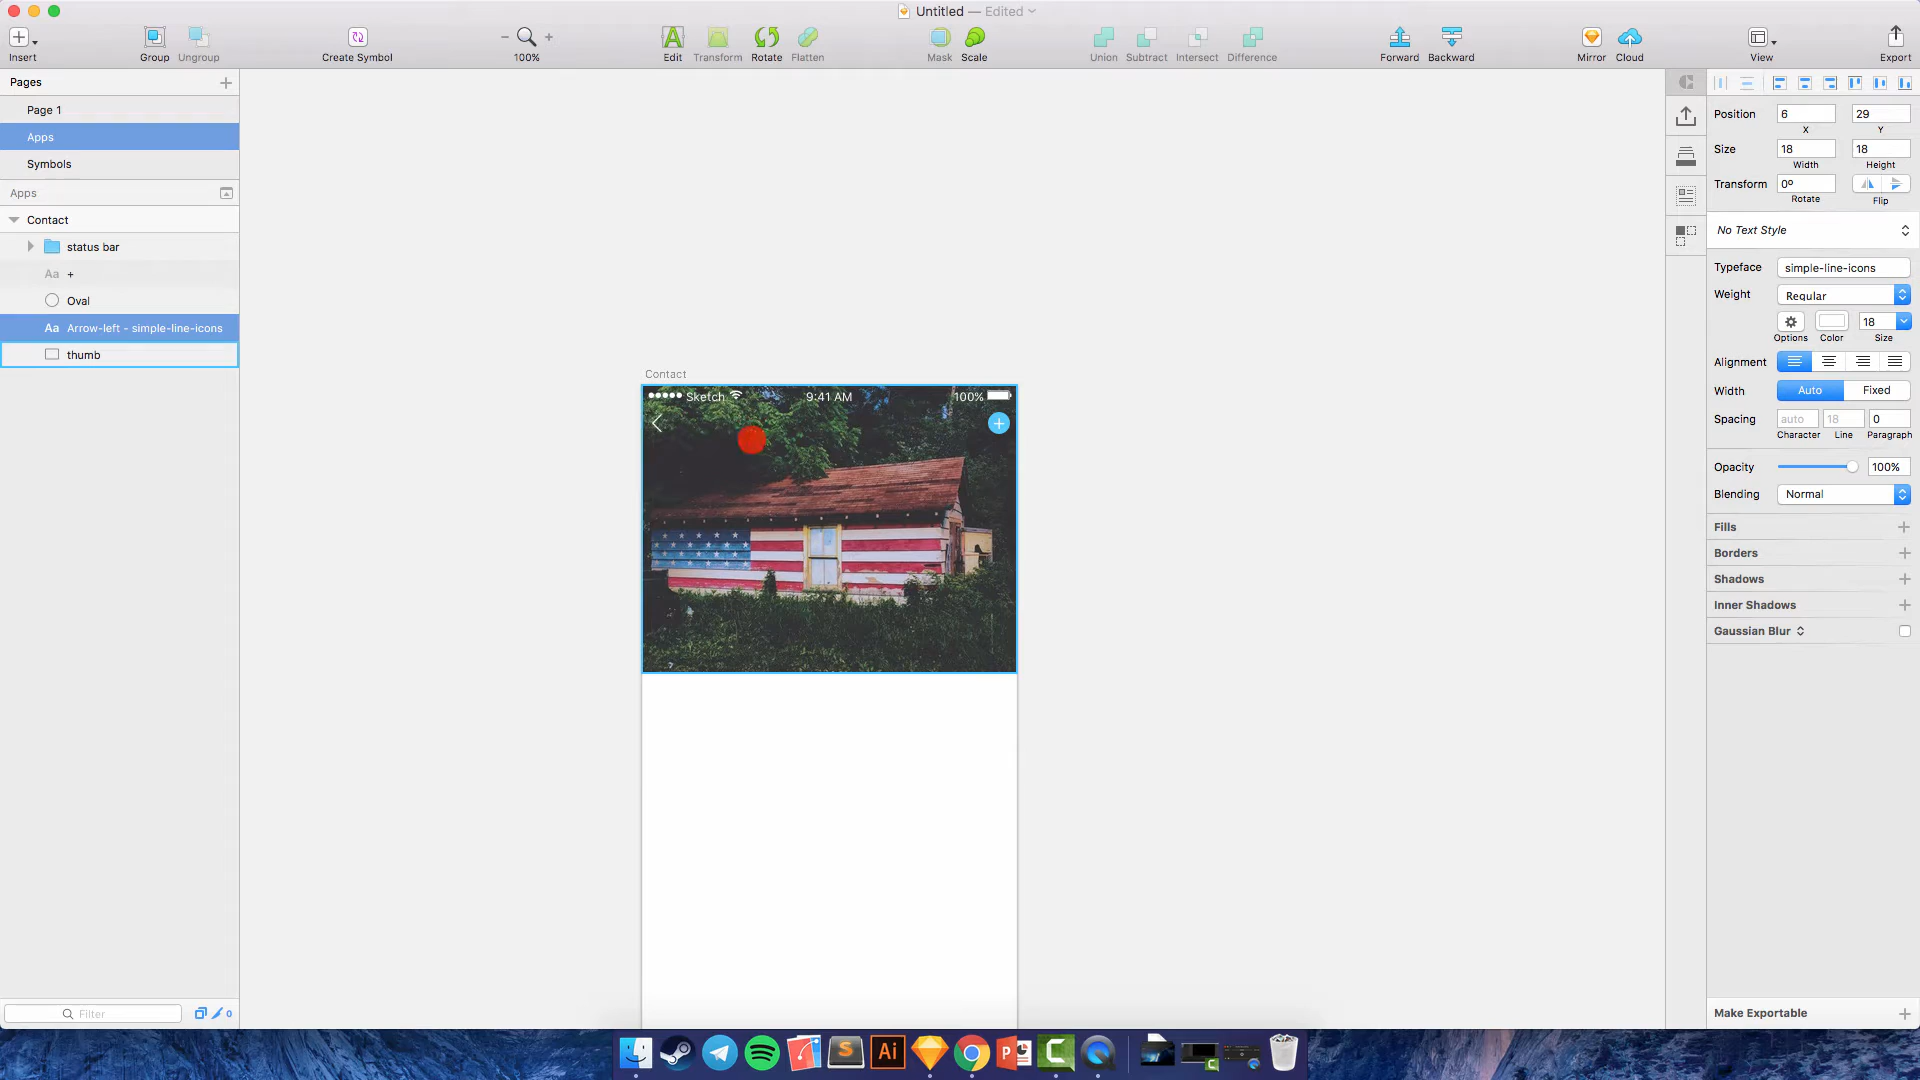 Untitled — Edited
Insert
Group
Ungroup
Create Symbol
100%
Edit
Transform
Rotate
Flatten
Mask
Scale
Union
Subtract
Intersect
Difference
Forward
Backward
Mirror
Cloud
View
Export
Pages
Page 1
Apps
Symbols
Apps
Contact
status bar
Aa +
Oval
Aa Arrow-left - simple-line-icons
thumb
Filter
0
Contact
Sketch
9:41 AM
100%
Position
6
29
X
Y
Size
18
18
Width
Height
Transform
0º
Rotate
Flip
No Text Style
Typeface
simple-line-icons
Weight
Regular
18
Options
Color
Size
Alignment
Width
Auto
Fixed
Spacing
auto
18
0
Character
Line
Paragraph
Opacity
100%
Blending
Normal
Fills
Borders
Shadows
Inner Shadows
Gaussian Blur
Make Exportable
S
Ai
P
C